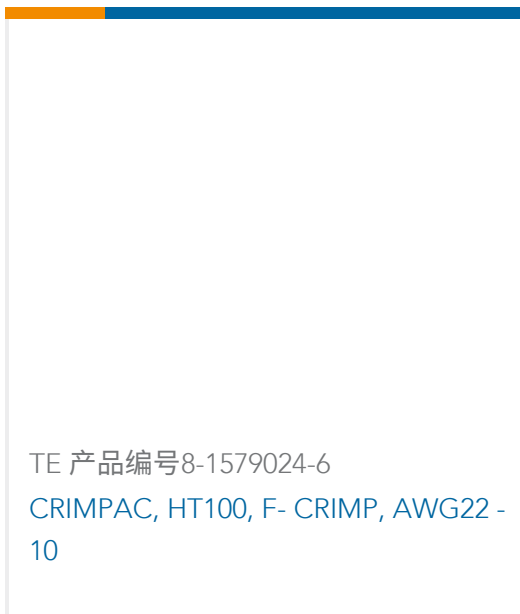 TE 产品编号8-1579024-6
CRIMPAC, HT100, F- CRIMP, AWG22 -
10